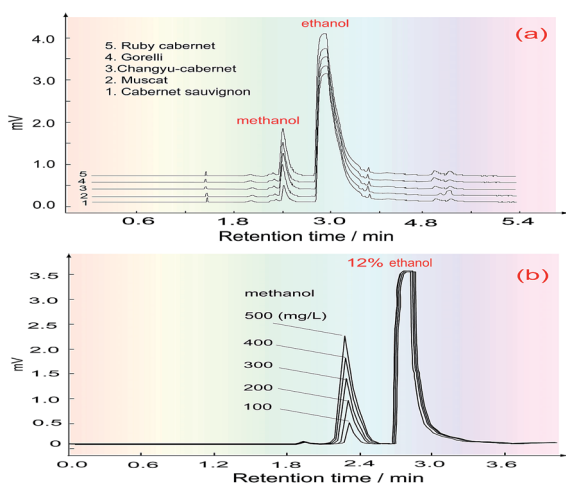 ethanol
(a)
4.0
5. Ruby cabernet
4. Gorelli
3.Changyu-cabernet
2. Muscat
1. Cabernet sauvignon
3.0
mV
2.0
methanol
1.0
5
4
3
2
1
0.0
0.6 1.8 3.0 4.8 5.4
Retention time / min
12% ethanol
(b)
3.5
methanol
3.0
500 (mg/L)
2.5
400
2.0
300
mV
1.5
200
1.0
100
0.5
0
0.0 0.6 1.2 1.8 2.4 3.0 3.6
Retention time / min